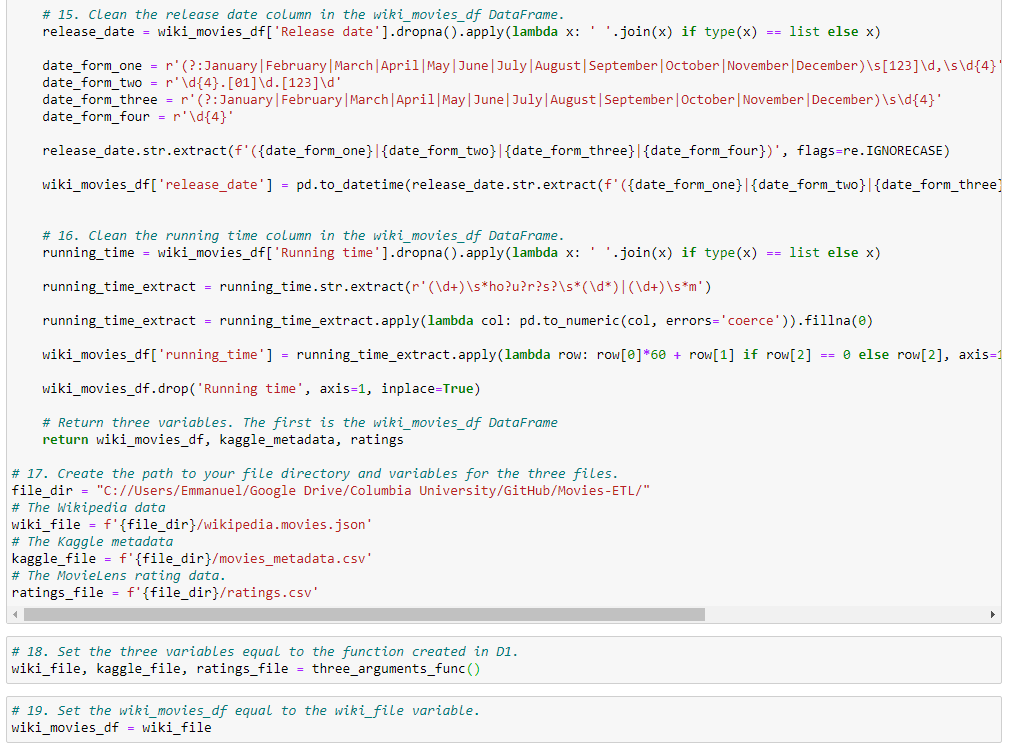 # 15. Clean the release date column in the wiki_movies_df DataFrame.
release_date = wiki_movies_df['Release date'].dropna().apply(lambda x: ' '.join(x) if type(x) == list else x)
date_form_one = r'(?:January|February|March|April|May|June|July|August|September|October|November|December)\s[123]\d,\s\d{4}'
date_form_two = r'\d{4}.[01]\d.[123]\d'
date_form_three = r'(?:January|February|March|April|May|June|July|August|September|October|November|December)\s\d{4}'
date_form_four = r'\d{4}'
release_date.str.extract(f'({date_form_one}|{date_form_two}|{date_form_three}|{date_form_four})', flags=re.IGNORECASE)
wiki_movies_df['release_date'] = pd.to_datetime(release_date.str.extract(f'({date_form_one}|{date_form_two}|{date_form_three}
# 16. Clean the running time column in the wiki_movies_df DataFrame.
running_time = wiki_movies_df['Running time'].dropna().apply(lambda x: ' '.join(x) if type(x) == list else x)
running_time_extract = running_time.str.extract(r'(\d+)\s*ho?u?r?s?\s*(\d*)|(\d+)\s*m')
running_time_extract = running_time_extract.apply(lambda col: pd.to_numeric(col, errors='coerce')).fillna(0)
wiki_movies_df['running_time'] = running_time_extract.apply(lambda row: row[0]*60 + row[1] if row[2] == 0 else row[2], axis=1
wiki_movies_df.drop('Running time', axis=1, inplace=True)
# Return three variables. The first is the wiki_movies_df DataFrame
return wiki_movies_df, kaggle_metadata, ratings
# 17. Create the path to your file directory and variables for the three files.
file_dir = "C://Users/Emmanuel/Google Drive/Columbia University/GitHub/Movies-ETL/"
# The Wikipedia data
wiki_file = f'{file_dir}/wikipedia.movies.json'
# The Kaggle metadata
kaggle_file = f'{file_dir}/movies_metadata.csv'
# The MovieLens rating data.
ratings_file = f'{file_dir}/ratings.csv'
# 18. Set the three variables equal to the function created in D1.
wiki_file, kaggle_file, ratings_file = three_arguments_func()
# 19. Set the wiki_movies_df equal to the wiki_file variable.
wiki_movies_df = wiki_file